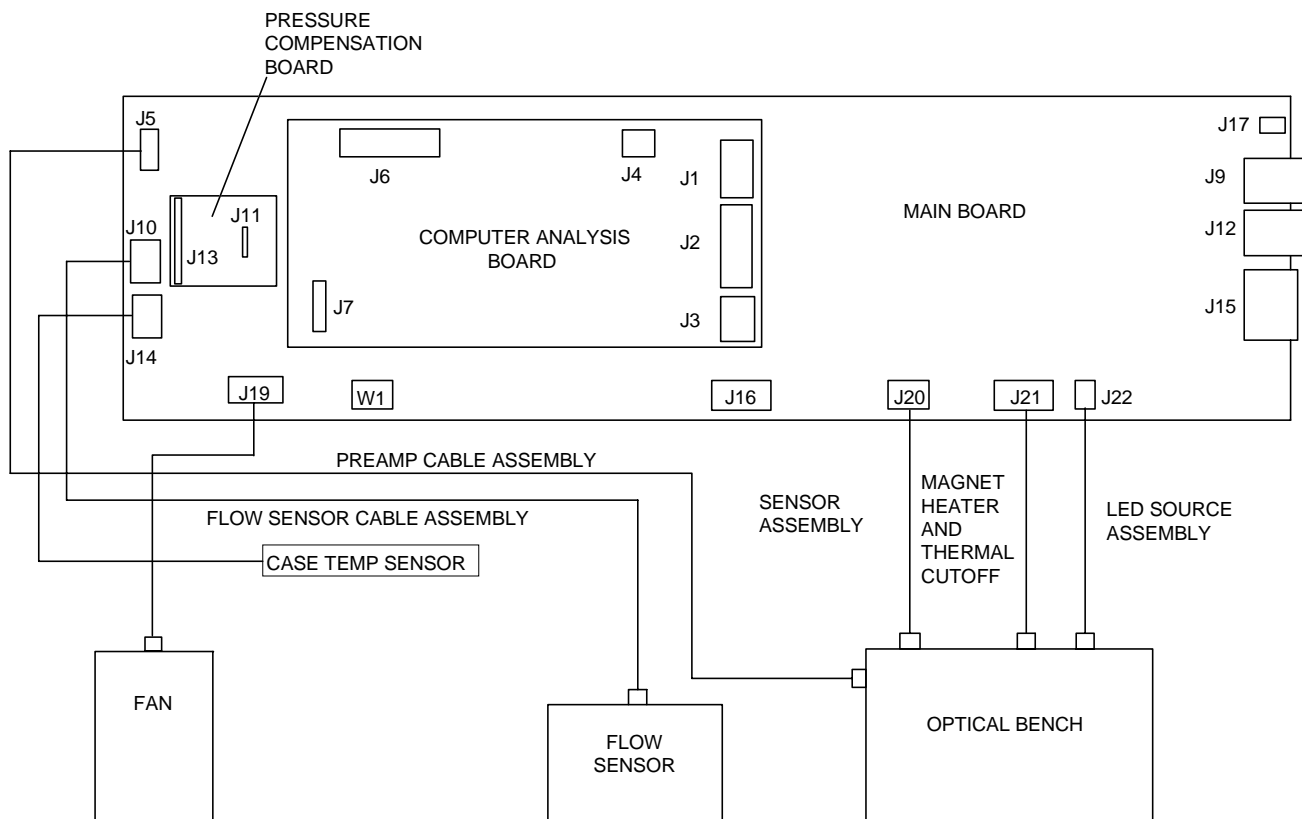 PRESSURE
COMPENSATION
BOARD
J5
J17
J6
J4
J1
J9
J11
J10
J13
COMPUTER ANALYSIS
BOARD
J2
MAIN BOARD
J12
J7
J3
J15
J14
J19
W1
J16
J20
J21
J22
PREAMP CABLE ASSEMBLY
FLOW SENSOR CABLE ASSEMBLY
CASE TEMP SENSOR
SENSOR
ASSEMBLY
MAGNET
HEATER
AND
THERMAL
CUTOFF
LED SOURCE
ASSEMBLY
FAN
FLOW
SENSOR
OPTICAL BENCH